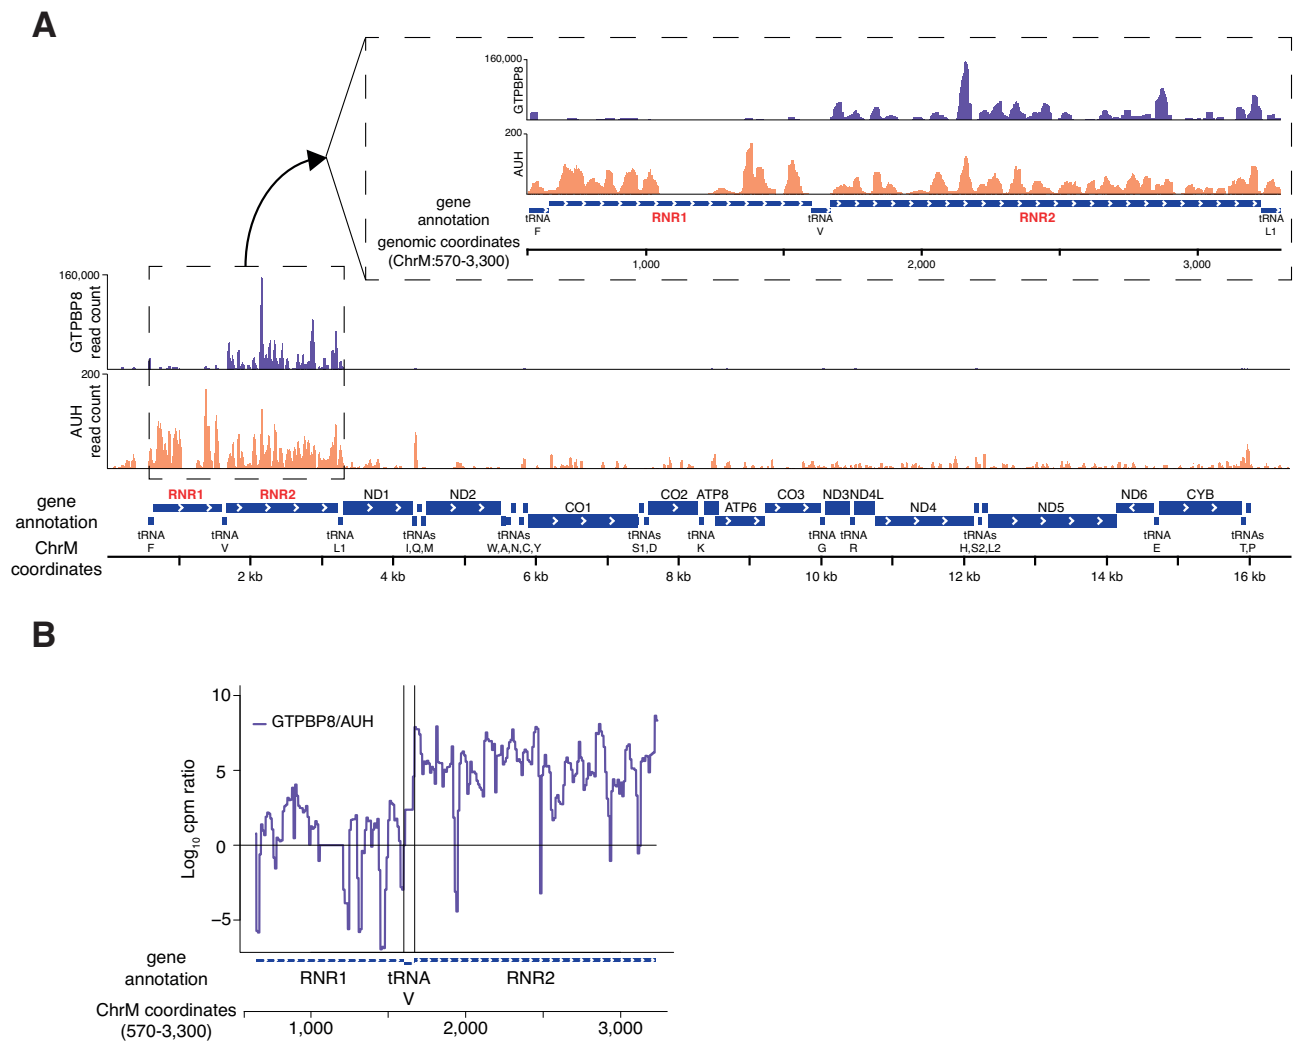 A
160,000
GTPBP8
200
AUH
gene
annotation
tRNA
F
RNR1
tRNA
V
RNR2
tRNA
L1
genomic coordinates
(ChrM:570-3,300)
1,000
2,000
3,000
160,000
GTPBP8
read count
200
AUH
read count
gene
annotation
RNR1
RNR2
ND1
ND2
CO1
CO2
ATP8
ATP6
CO3
ND3
ND4L
ND4
ND5
ND6
CYB
tRNA
F
tRNA
V
tRNA
L1
tRNAs
I,Q,M
tRNAs
W,A,N,C,Y
tRNAs
S1,D
tRNA
K
tRNA
G
tRNA
R
tRNAs
H,S2,L2
tRNA
E
tRNAs
T,P
ChrM
coordinates
2 kb
4 kb
6 kb
8 kb
10 kb
12 kb
14 kb
16 kb
B
10
5
0
−5
Log10 cpm ratio
GTPBP8/AUH
gene
annotation
RNR1
tRNA
V
RNR2
ChrM coordinates
(570-3,300)
1,000
2,000
3,000